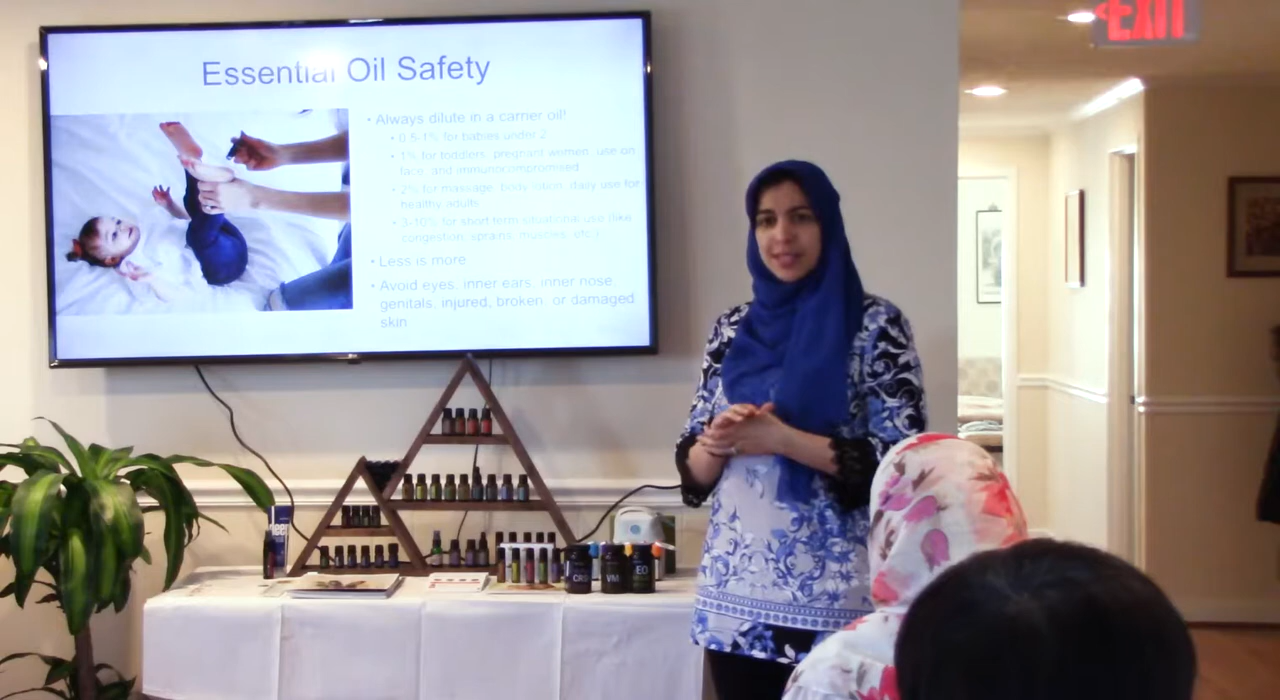 Essential Oil Safety
• Always dilute in a carrier oil!
• 0.5-1% for babies under 2
• 1% for toddlers, pregnant women, use on
face, and immunocompromised
• 2% for massage, body lotion, daily use for
healthy adults
• 3-10% for short term situational use (like
congestion, sprains, muscles, etc.)
• Less is more
• Avoid eyes, inner ears, inner nose,
genitals, injured, broken, or damaged
skin
EXIT
VM
EO